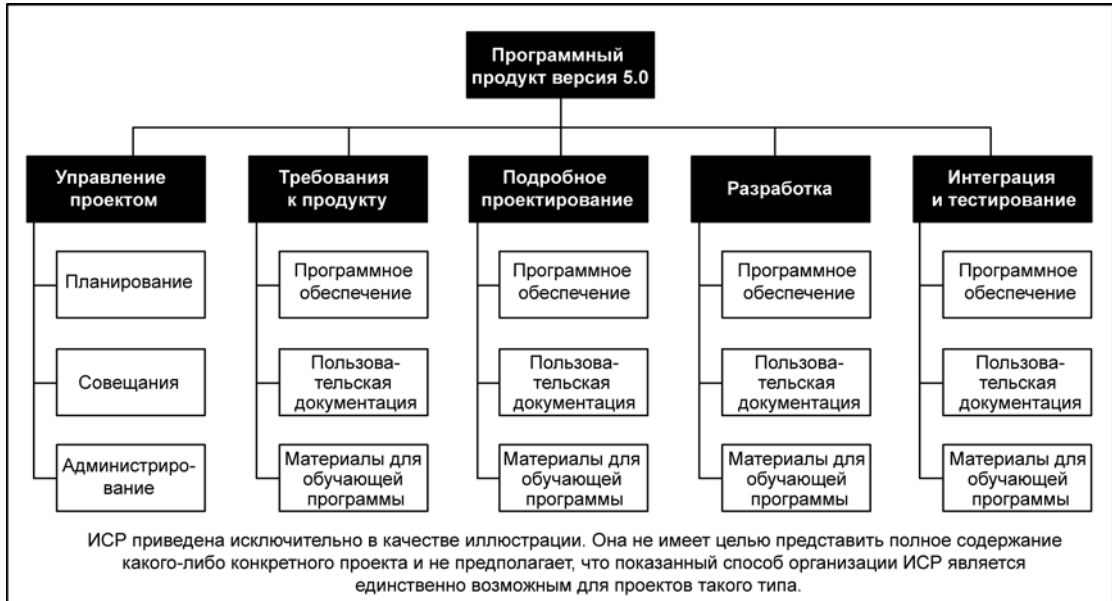 Программный
продукт версия 5.0
Управление
проектом
Требования
к продукту
Подробное
проектирование
Разработка
Интеграция
и тестирование
Планирование
Программное
обеспечение
Программное
обеспечение
Программное
обеспечение
Программное
обеспечение
Совещания
Пользова-
тельская
документация
Пользова-
тельская
документация
Пользова-
тельская
документация
Пользова-
тельская
документация
Администриро-
вание
Материалы для
обучающей
программы
Материалы для
обучающей
программы
Материалы для
обучающей
программы
Материалы для
обучающей
программы
ИСР приведена исключительно в качестве иллюстрации. Она не имеет целью представить полное содержание
какого-либо конкретного проекта и не предполагает, что показанный способ организации ИСР является
единственно возможным для проектов такого типа.